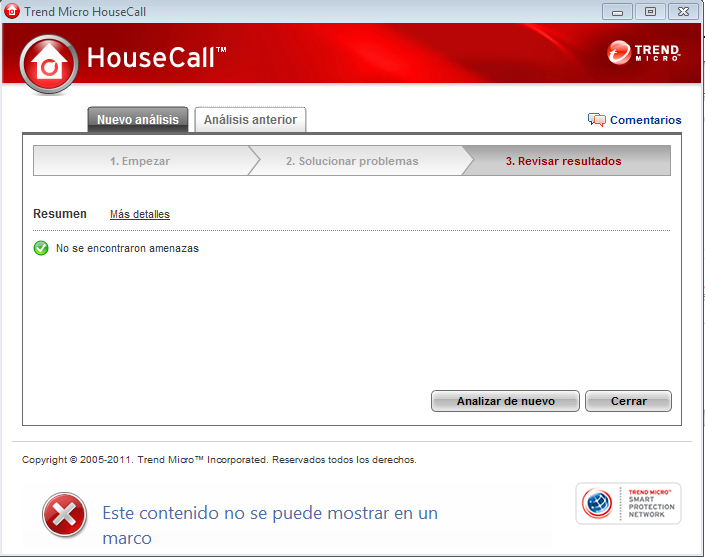 Trend Micro HouseCall
HouseCall™
TREND
MICRO™
Nuevo análisis
Análisis anterior
Comentarios
1. Empezar
2. Solucionar problemas
3. Revisar resultados
Resumen
Más detalles
No se encontraron amenazas
Analizar de nuevo
Cerrar
Copyright © 2005-2011. Trend Micro™ Incorporated. Reservados todos los derechos.
Este contenido no se puede mostrar en un
marco
TREND MICRO™
SMART
PROTECTION
NETWORK